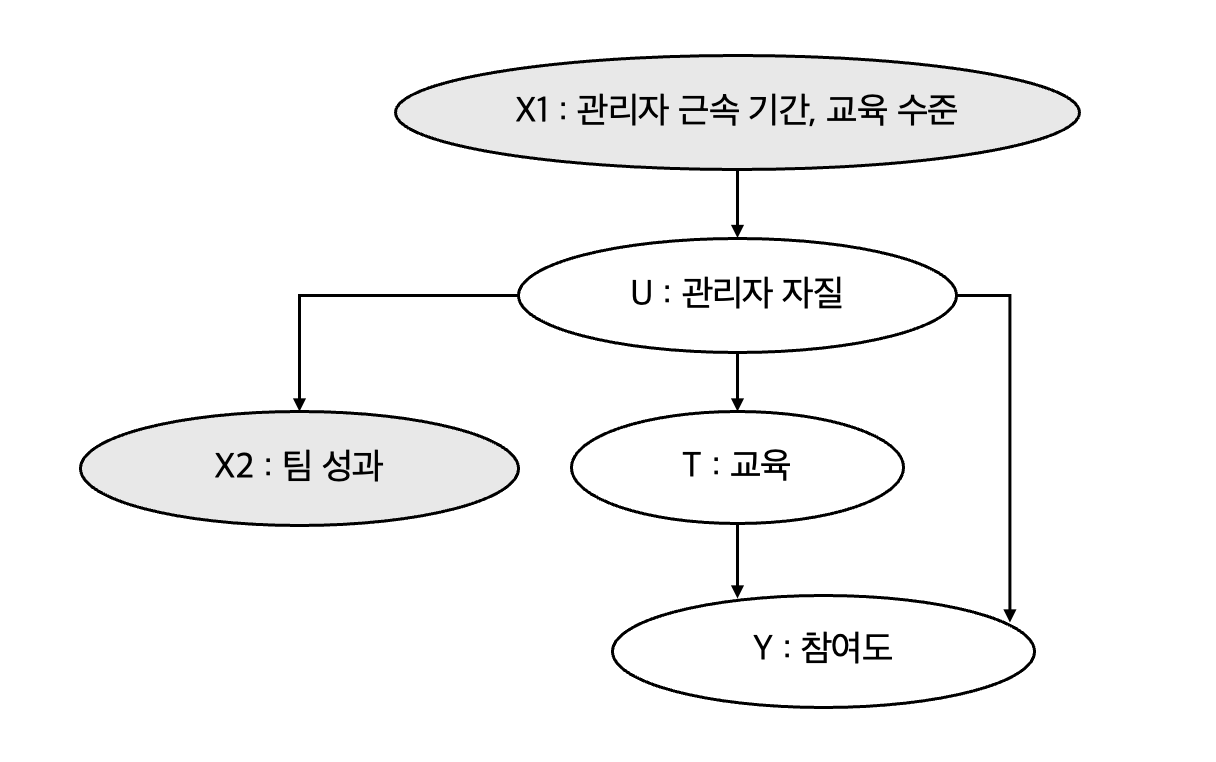 X1 : 관리자 근속 기간, 교육 수준
U : 관리자 자질
X2 : 팀 성과
T : 교육
Y : 참여도